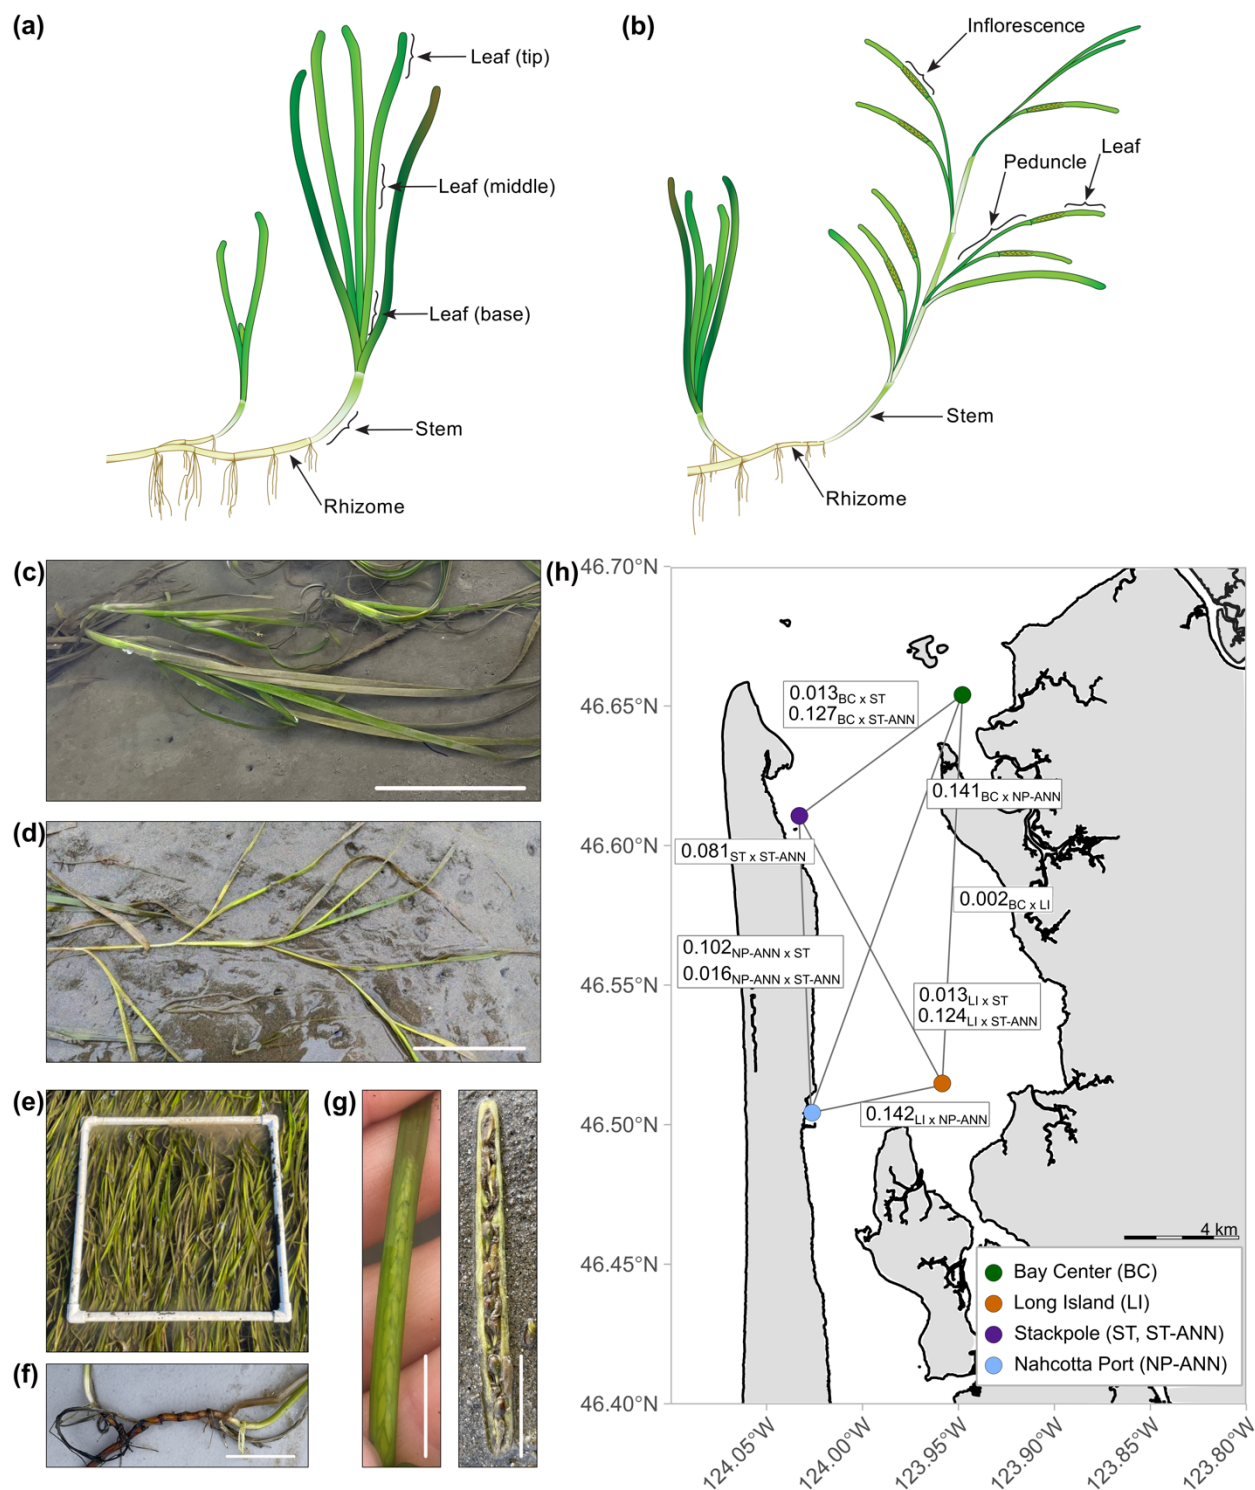 (a)
Leaf (tip)
Leaf (middle)
Leaf (base)
Stem
Rhizome
(b)
Inflorescence
Leaf
Peduncle
Stem
Rhizome
(c)
(d)
(e)
(f)
(g)
(h)
46.70°N
46.65°N
46.60°N
46.55°N
46.50°N
46.45°N
46.40°N
0.013BC x ST
0.127BC x ST-ANN
0.141BC x NP-ANN
0.081ST x ST-ANN
0.002BC x LI
0.102NP-ANN x ST
0.016NP-ANN x ST-ANN
0.013LI x ST
0.124LI x ST-ANN
0.142LI x NP-ANN
4 km
Bay Center (BC)
Long Island (LI)
Stackpole (ST, ST-ANN)
Nahcotta Port (NP-ANN)
124.05°W
124.00°W
123.95°W
123.90°W
123.85°W
123.80°W